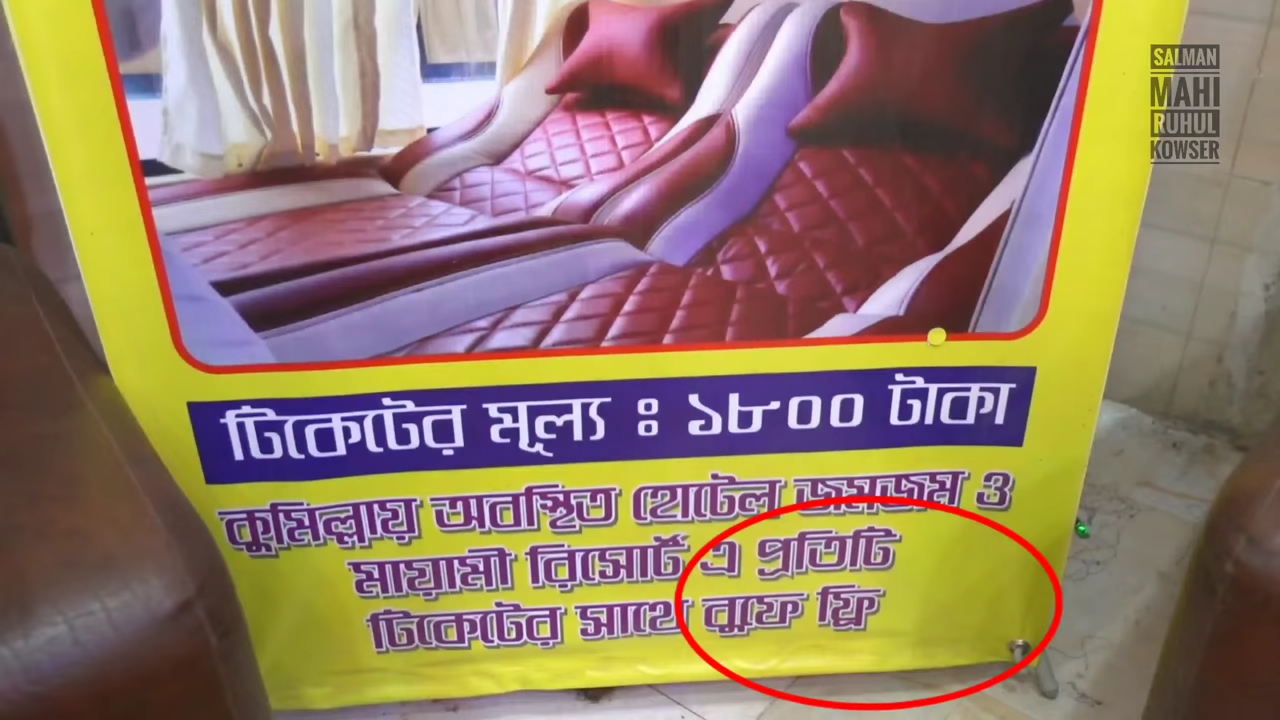 SALMAN
MAHI
RUHUL
KOWSER
টিকেটের মূল্য ঃ ১৮০০ টাকা
কুমিল্লায় অবস্থিত হোটেল জমজম ও
মায়ামী রিসোর্ট এ প্রতিটি
টিকেটের সাথে বুফে ফ্রি